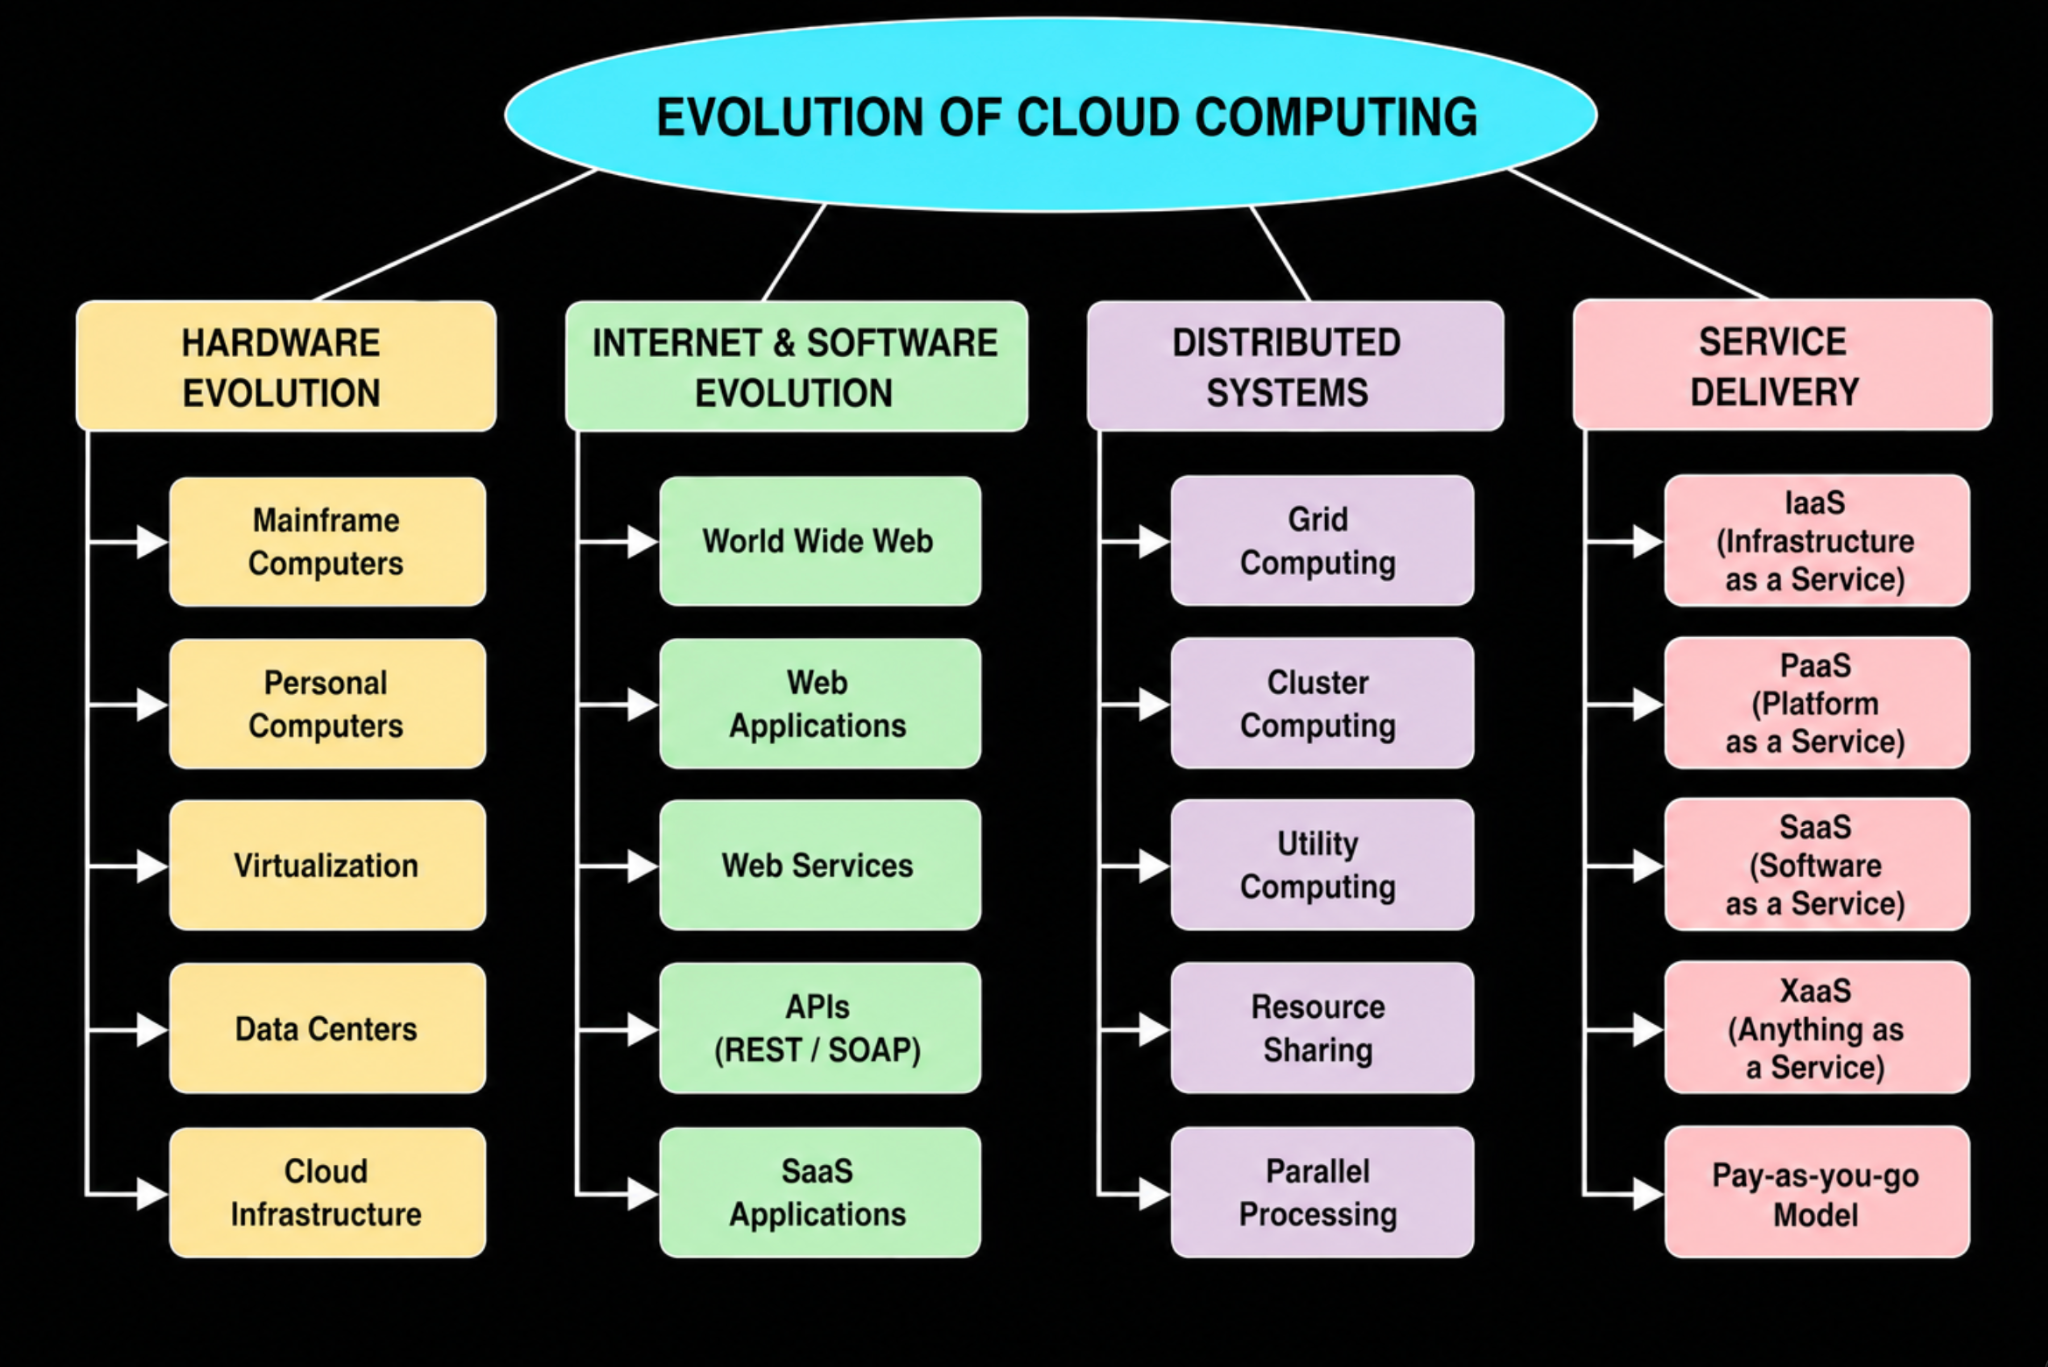 EVOLUTION OF CLOUD COMPUTING
HARDWARE
EVOLUTION
Mainframe
Computers
Personal
Computers
Virtualization
Data Centers
Cloud
Infrastructure
INTERNET & SOFTWARE
EVOLUTION
World Wide Web
Web
Applications
Web Services
APIs
(REST / SOAP)
SaaS
Applications
DISTRIBUTED
SYSTEMS
Grid
Computing
Cluster
Computing
Utility
Computing
Resource
Sharing
Parallel
Processing
SERVICE
DELIVERY
IaaS
(Infrastructure
as a Service)
PaaS
(Platform
as a Service)
SaaS
(Software
as a Service)
XaaS
(Anything as
a Service)
Pay-as-you-go
Model